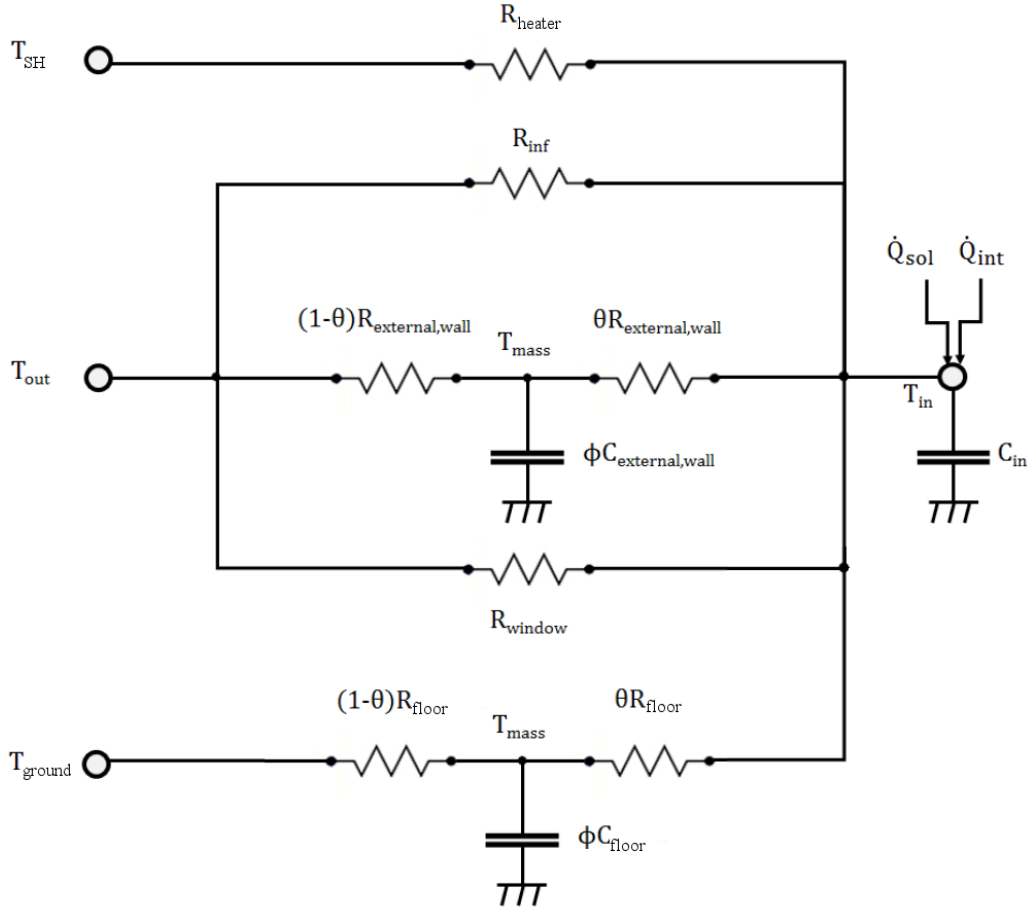 R_heater
T_SH
R_inf
Q̇_sol Q̇_int
(1-θ)R_external,wall θR_external,wall
T_mass
T_out
T_in
ϕC_external,wall
C_in
R_window
(1-θ)R_floor θR_floor
T_mass
T_ground
ϕC_floor